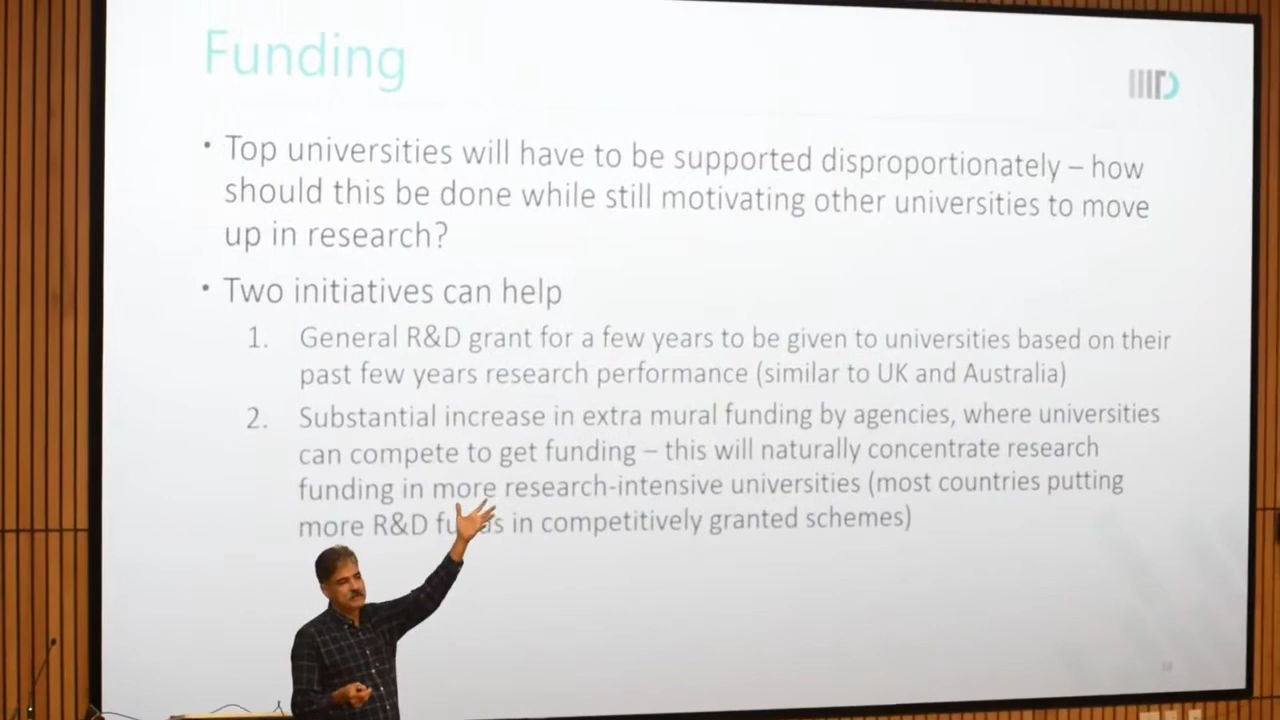 Funding
IIITD
• Top universities will have to be supported disproportionately – how
should this be done while still motivating other universities to move
up in research?
• Two initiatives can help
1. General R&D grant for a few years to be given to universities based on their
past few years research performance (similar to UK and Australia)
2. Substantial increase in extra mural funding by agencies, where universities
can compete to get funding – this will naturally concentrate research
funding in more research-intensive universities (most countries putting
more R&D funds in competitively granted schemes)